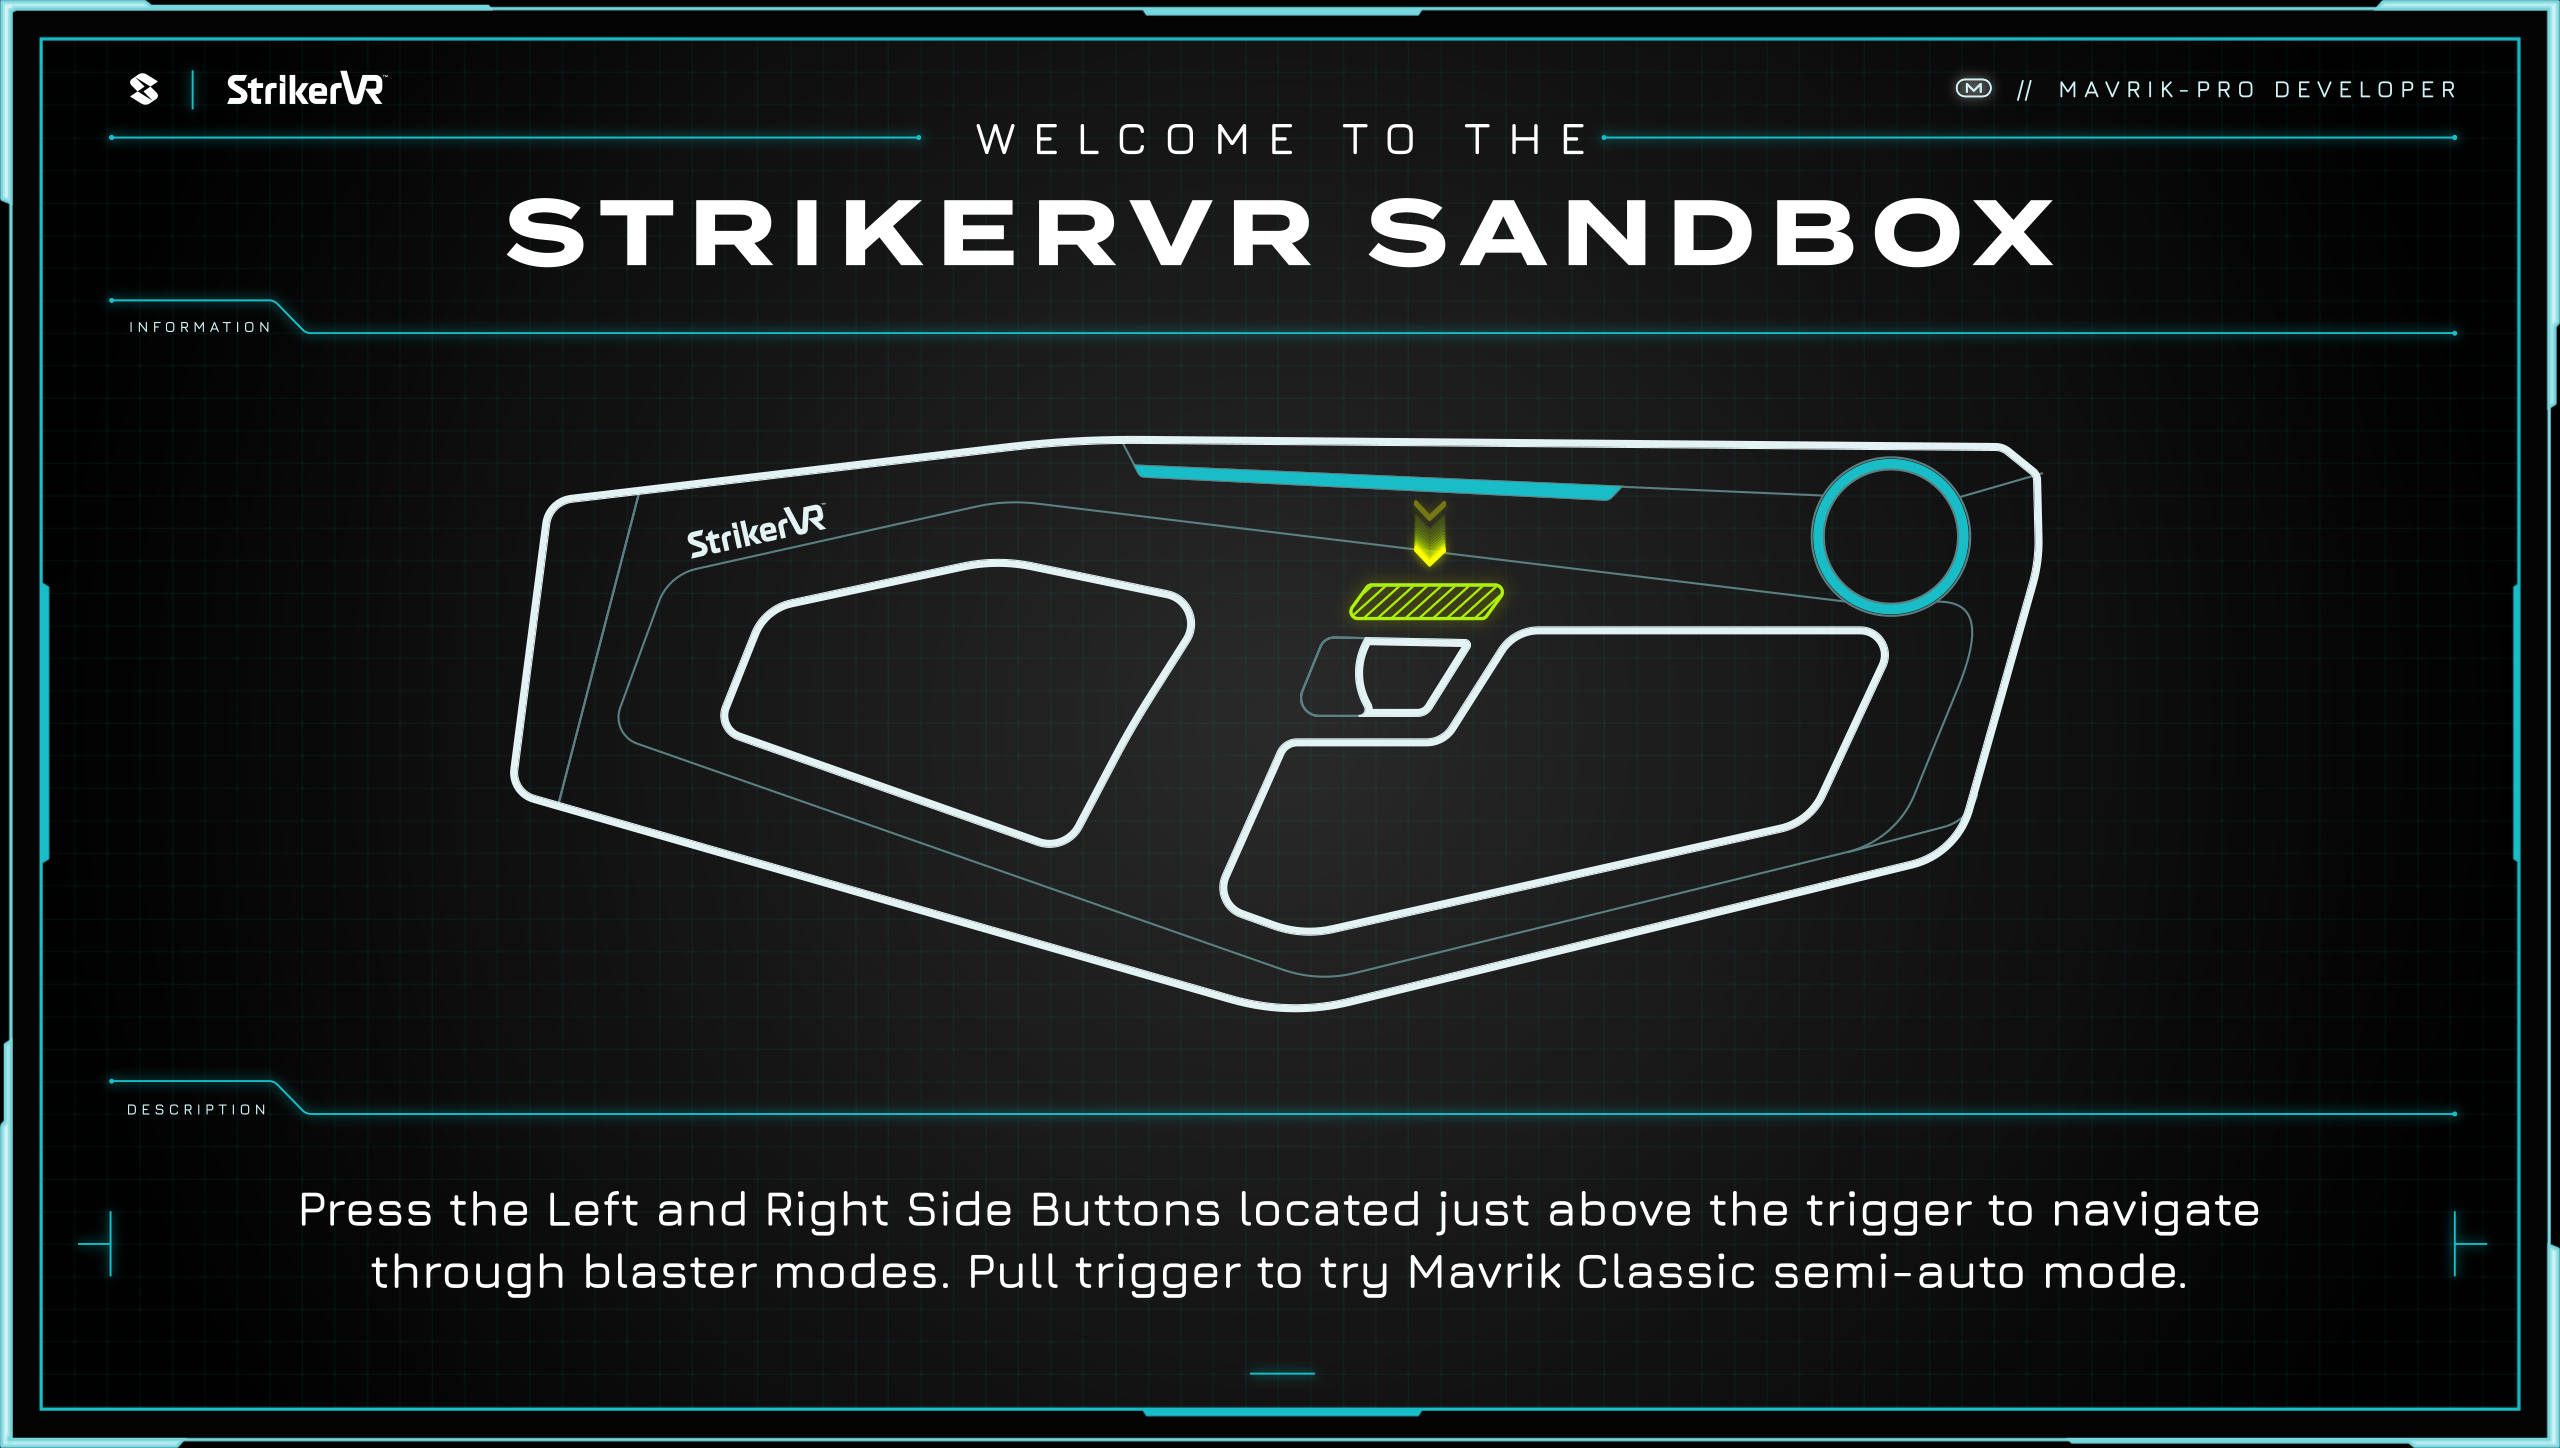 StrikerVR™
M // MAVRIK-PRO DEVELOPER
WELCOME TO THE
STRIKERVR SANDBOX
INFORMATION
StrikerVR
DESCRIPTION
Press the Left and Right Side Buttons located just above the trigger to navigate
through blaster modes. Pull trigger to try Mavrik Classic semi-auto mode.